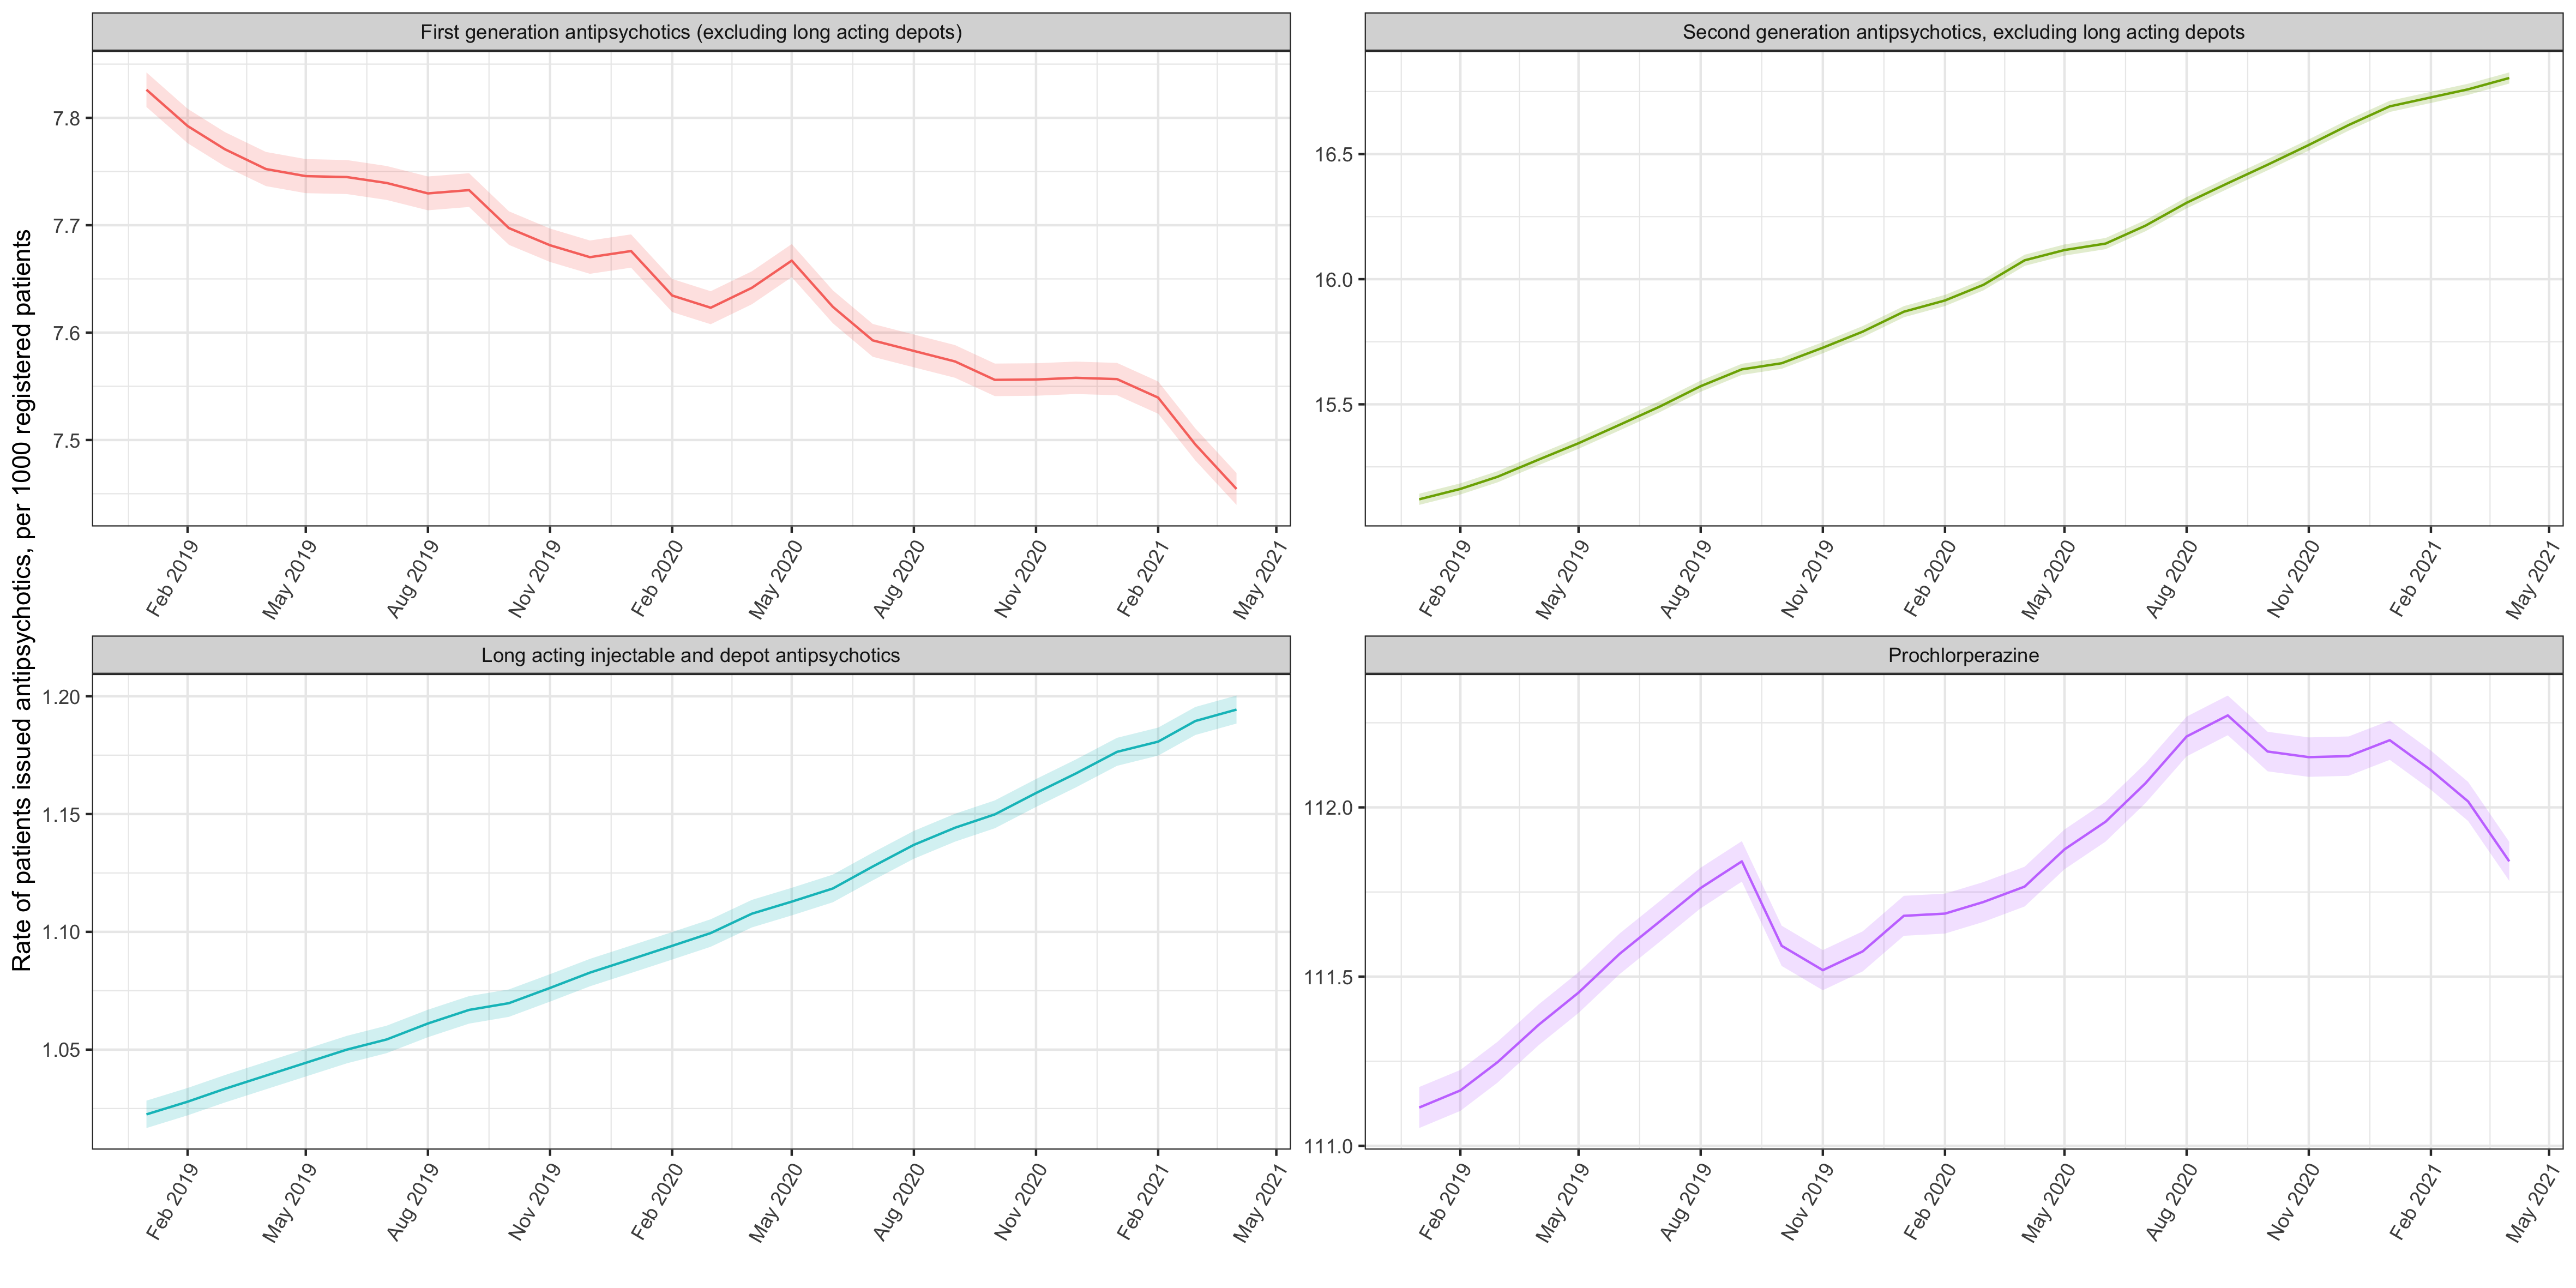 Rate of patients issued antipsychotics, per 1000 registered patients
First generation antipsychotics (excluding long acting depots)
7.8
7.7
7.6
7.5
Feb 2019
May 2019
Aug 2019
Nov 2019
Feb 2020
May 2020
Aug 2020
Nov 2020
Feb 2021
May 2021
Second generation antipsychotics, excluding long acting depots
16.5
16.0
15.5
Feb 2019
May 2019
Aug 2019
Nov 2019
Feb 2020
May 2020
Aug 2020
Nov 2020
Feb 2021
May 2021
Long acting injectable and depot antipsychotics
1.20
1.15
1.10
1.05
Feb 2019
May 2019
Aug 2019
Nov 2019
Feb 2020
May 2020
Aug 2020
Nov 2020
Feb 2021
May 2021
Prochlorperazine
112.0
111.5
111.0
Feb 2019
May 2019
Aug 2019
Nov 2019
Feb 2020
May 2020
Aug 2020
Nov 2020
Feb 2021
May 2021